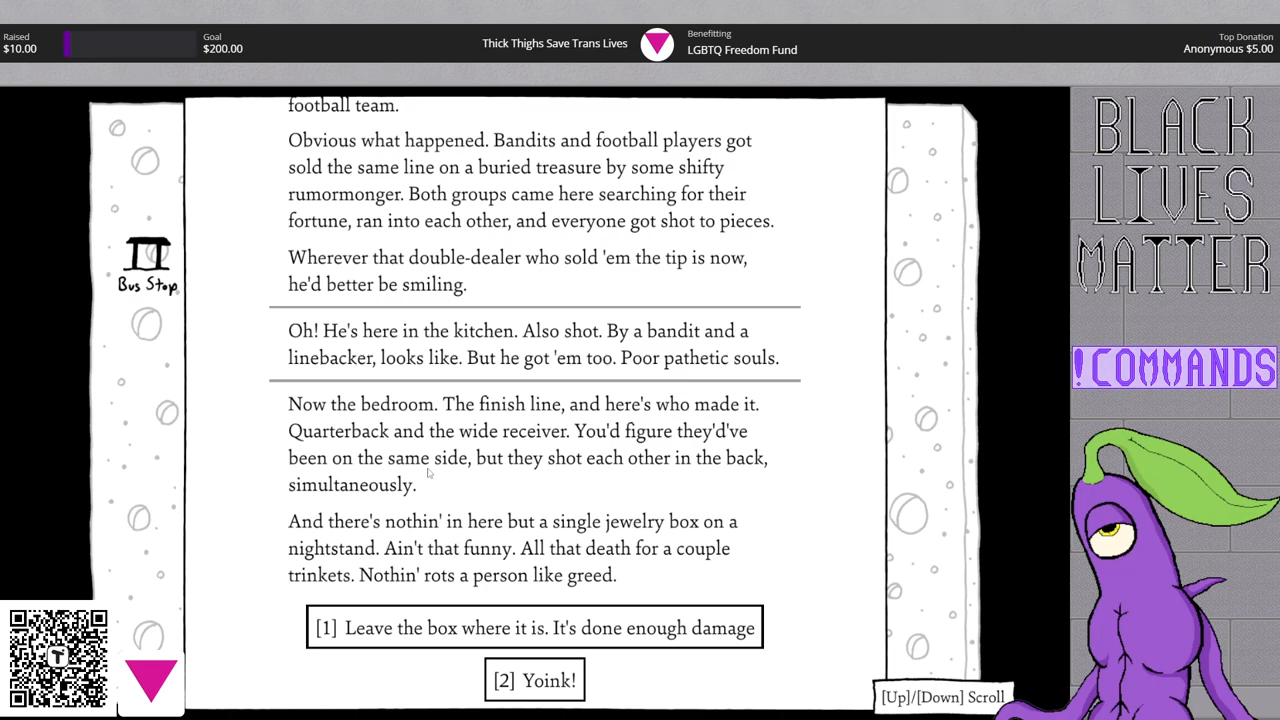 Raised
$10.00
Goal
$200.00
Thick Thighs Save Trans Lives
Benefitting
LGBTQ Freedom Fund
Top Donation
Anonymous $5.00
football team.
Obvious what happened. Bandits and football players got
sold the same line on a buried treasure by some shifty
rumormonger. Both groups came here searching for their
fortune, ran into each other, and everyone got shot to pieces.
Wherever that double-dealer who sold 'em the tip is now,
he'd better be smiling.
Oh! He's here in the kitchen. Also shot. By a bandit and a
linebacker, looks like. But he got 'em too. Poor pathetic souls.
Now the bedroom. The finish line, and here's who made it.
Quarterback and the wide receiver. You'd figure they'd've
been on the same side, but they shot each other in the back,
simultaneously.
And there's nothin' in here but a single jewelry box on a
nightstand. Ain't that funny. All that death for a couple
trinkets. Nothin' rots a person like greed.
[1] Leave the box where it is. It's done enough damage
[2] Yoink!
[Up]/[Down] Scroll
Bus Stop
BLACK
LIVES
MATTER
!COMMANDS